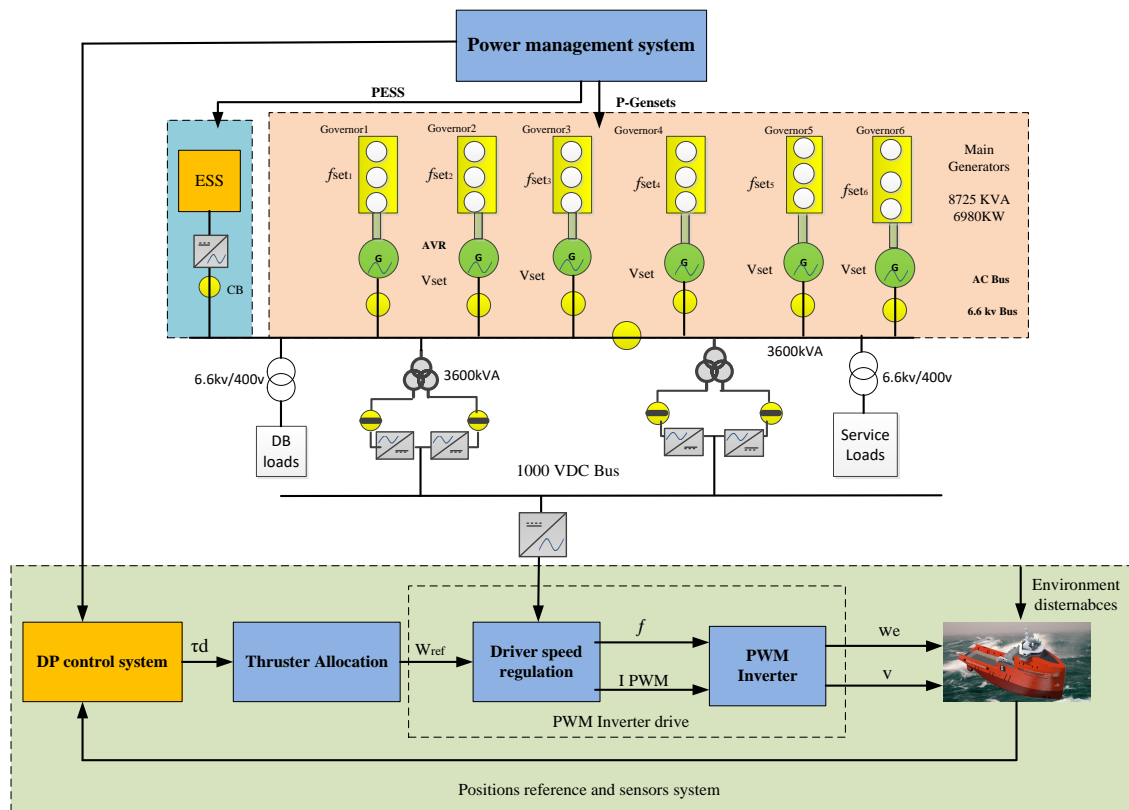 Power management system
PESS
P-Gensets
Governor1
Governor2
Governor3
Governor4
Governor5
Governor6
ESS
fset1
fset2
fset3
fset4
fset5
fset6
Main
Generators
8725 KVA
6980KW
G
G
G
G
G
G
AVR
Vset
Vset
Vset
Vset
Vset
CB
AC Bus
6.6 kv Bus
6.6kv/400v
3600kVA
3600kVA
6.6kv/400v
DB
loads
Service
Loads
1000 VDC Bus
Environment
disternabces
DP control system
τd
Thruster Allocation
Wref
Driver speed
regulation
f
I PWM
PWM
Inverter
we
v
PWM Inverter drive
Positions reference and sensors system